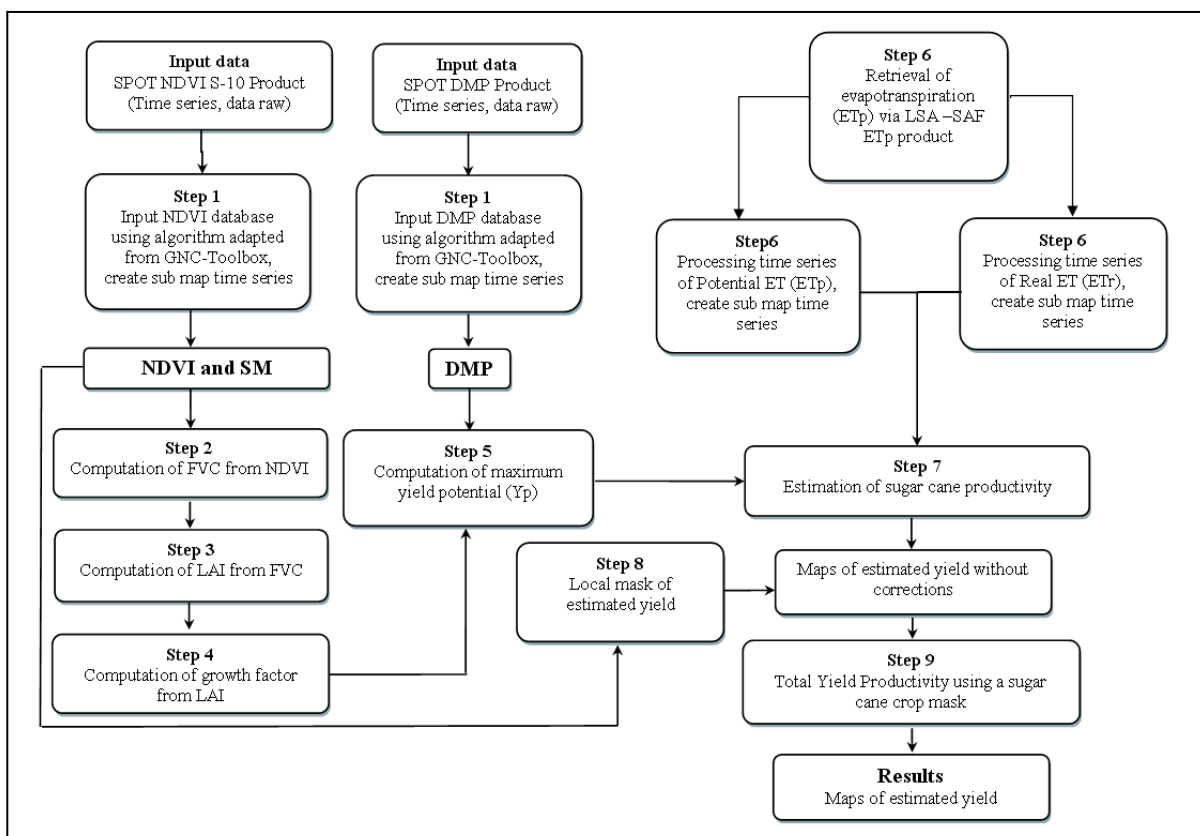 Input data
SPOT NDVI S-10 Product
(Time series, data raw)
Input data
SPOT DMP Product
(Time series, data raw)
Step 6
Retrieval of
evapotranspiration
(ETp) via LSA –SAF
ETp product
Step 1
Input NDVI database
using algorithm adapted
from GNC-Toolbox,
create sub map time series
Step 1
Input DMP database
using algorithm adapted
from GNC-Toolbox,
create sub map time series
Step6
Processing time series
of Potential ET (ETp),
create sub map time
series
Step 6
Processing time series
of Real ET (ETr),
create sub map time
series
NDVI and SM
DMP
Step 2
Computation of FVC from NDVI
Step 5
Computation of maximum
yield potential (Yp)
Step 7
Estimation of sugar cane productivity
Step 3
Computation of LAI from FVC
Step 8
Local mask of
estimated yield
Maps of estimated yield without
corrections
Step 4
Computation of growth factor
from LAI
Step 9
Total Yield Productivity using a sugar
cane crop mask
Results
Maps of estimated yield